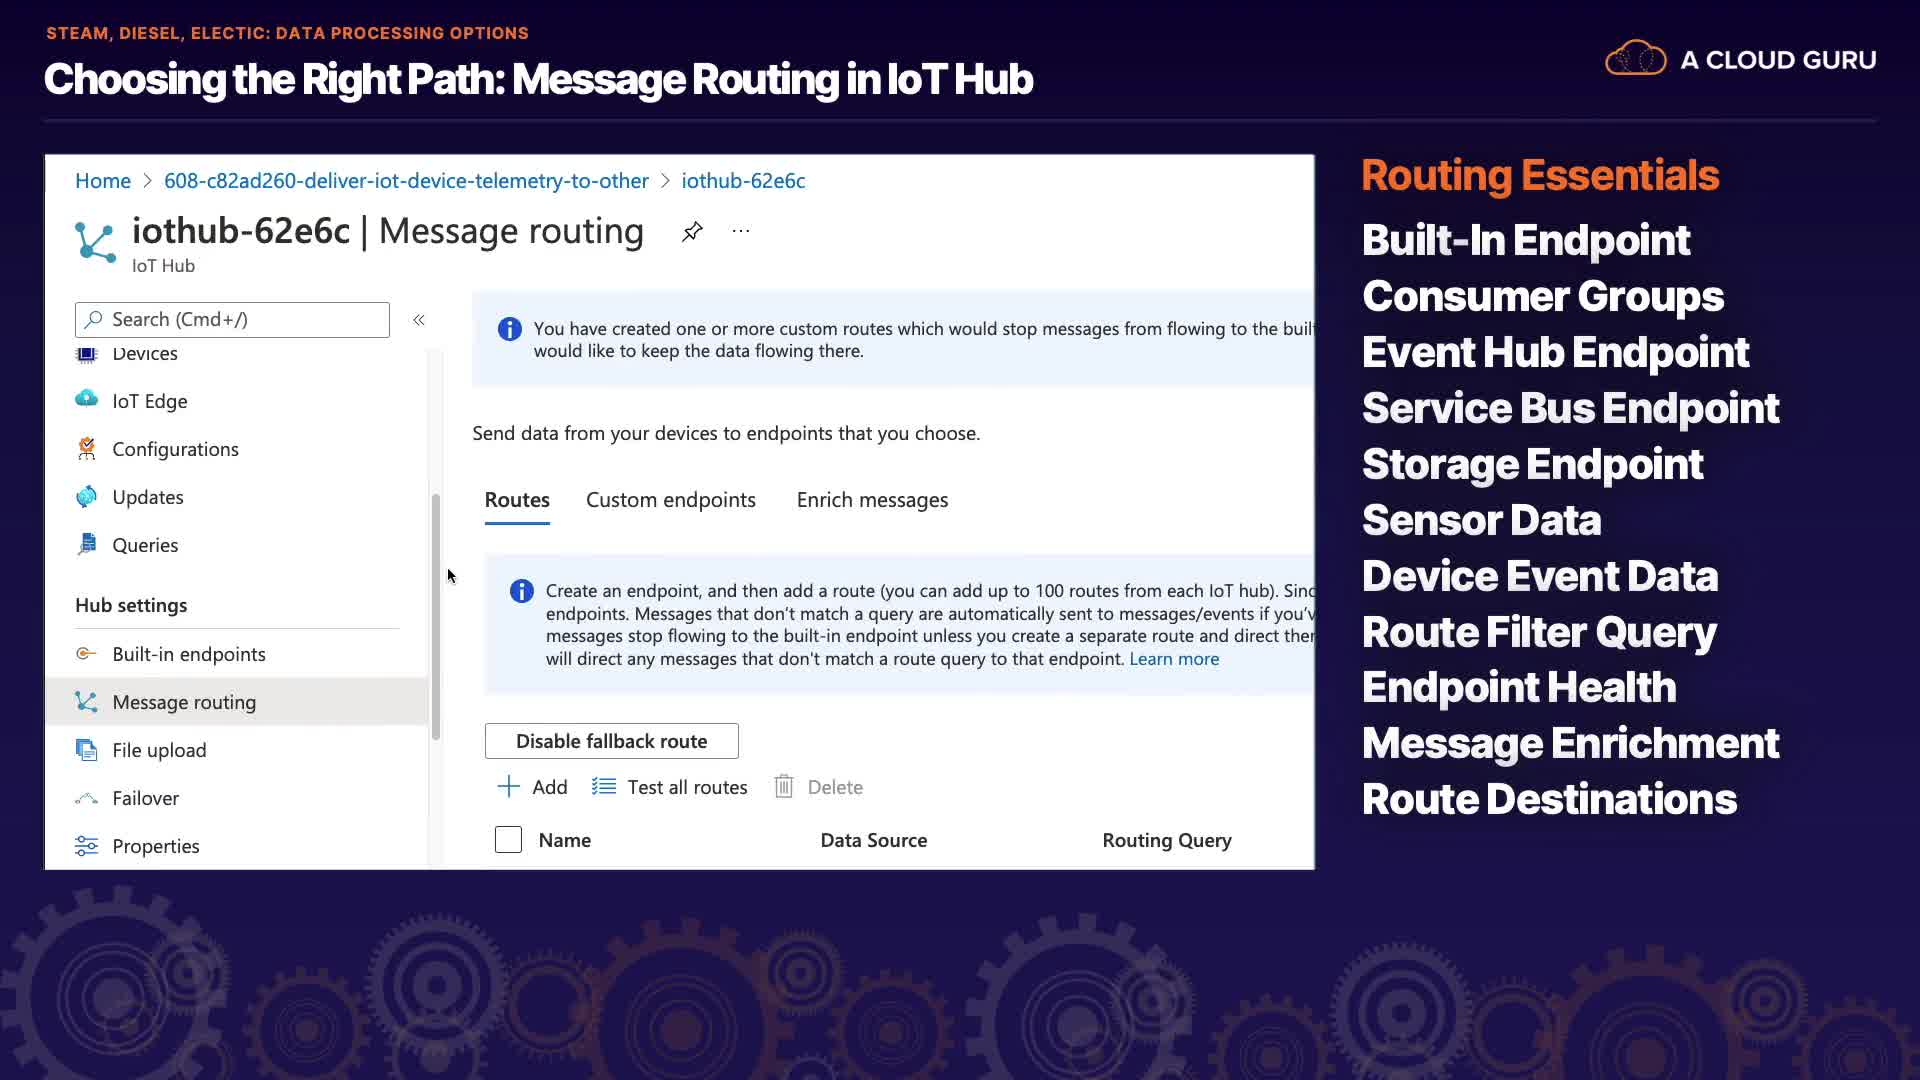 STEAM, DIESEL, ELECTIC: DATA PROCESSING OPTIONS
Choosing the Right Path: Message Routing in IoT Hub
A CLOUD GURU
Home > 608-c82ad260-deliver-iot-device-telemetry-to-other > iothub-62e6c
iothub-62e6c | Message routing ...
IoT Hub
Search (Cmd+/) «
Devices
IoT Edge
Configurations
Updates
Queries
Hub settings
Built-in endpoints
Message routing
File upload
Failover
Properties
You have created one or more custom routes which would stop messages from flowing to the buil
would like to keep the data flowing there.
Send data from your devices to endpoints that you choose.
Routes Custom endpoints Enrich messages
Create an endpoint, and then add a route (you can add up to 100 routes from each IoT hub). Sinc
endpoints. Messages that don't match a query are automatically sent to messages/events if you'v
messages stop flowing to the built-in endpoint unless you create a separate route and direct ther
will direct any messages that don't match a route query to that endpoint. Learn more
Disable fallback route
Add Test all routes Delete
Name Data Source Routing Query
Routing Essentials
Built-In Endpoint
Consumer Groups
Event Hub Endpoint
Service Bus Endpoint
Storage Endpoint
Sensor Data
Device Event Data
Route Filter Query
Endpoint Health
Message Enrichment
Route Destinations